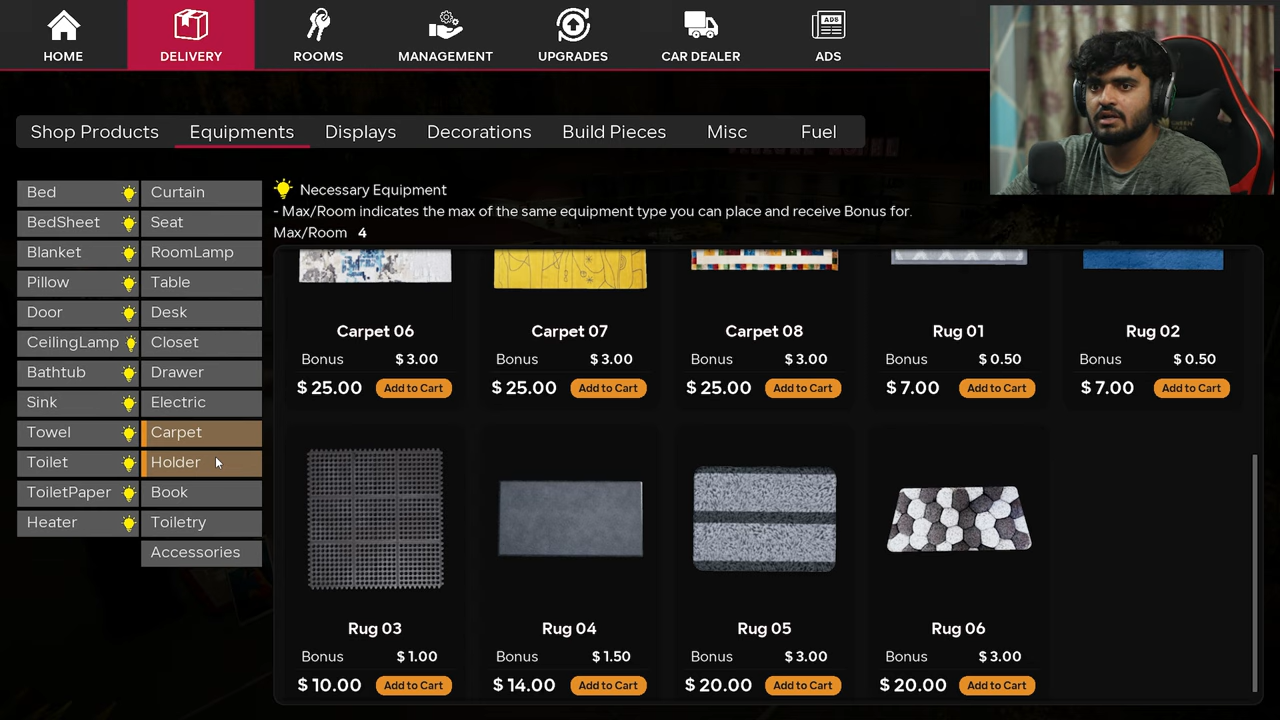 HOME
DELIVERY
ROOMS
MANAGEMENT
UPGRADES
CAR DEALER
ADS
Shop Products
Equipments
Displays
Decorations
Build Pieces
Misc
Fuel
Bed
BedSheet
Blanket
Pillow
Door
CeilingLamp
Bathtub
Sink
Towel
Toilet
ToiletPaper
Heater
Curtain
Seat
RoomLamp
Table
Desk
Closet
Drawer
Electric
Carpet
Holder
Book
Toiletry
Accessories
Necessary Equipment
- Max/Room indicates the max of the same equipment type you can place and receive Bonus for.
Max/Room 4
Carpet 06
Bonus $ 3.00
$ 25.00 Add to Cart
Carpet 07
Bonus $ 3.00
$ 25.00 Add to Cart
Carpet 08
Bonus $ 3.00
$ 25.00 Add to Cart
Rug 01
Bonus $ 0.50
$ 7.00 Add to Cart
Rug 02
Bonus $ 0.50
$ 7.00 Add to Cart
Rug 03
Bonus $ 1.00
$ 10.00 Add to Cart
Rug 04
Bonus $ 1.50
$ 14.00 Add to Cart
Rug 05
Bonus $ 3.00
$ 20.00 Add to Cart
Rug 06
Bonus $ 3.00
$ 20.00 Add to Cart